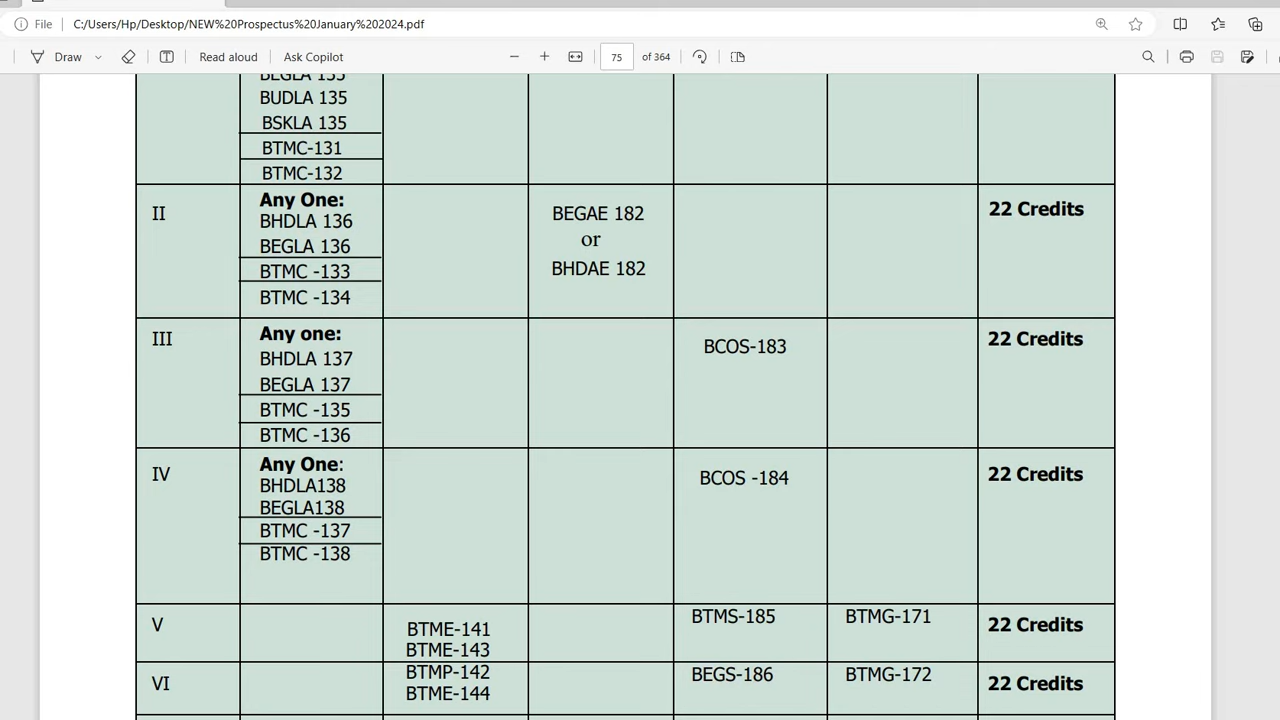 File
C:/Users/Hp/Desktop/NEW%20Prospectus%20January%202024.pdf
Draw
Read aloud
Ask Copilot
75 of 364
BEGLA 135
BUDLA 135
BSKLA 135
BTMC-131
BTMC-132
II
Any One:
BHDLA 136
BEGLA 136
BTMC -133
BTMC -134
BEGAE 182
or
BHDAE 182
22 Credits
III
Any one:
BHDLA 137
BEGLA 137
BTMC -135
BTMC -136
BCOS-183
22 Credits
IV
Any One:
BHDLA138
BEGLA138
BTMC -137
BTMC -138
BCOS -184
22 Credits
V
BTME-141
BTME-143
BTMS-185
BTMG-171
22 Credits
VI
BTMP-142
BTME-144
BEGS-186
BTMG-172
22 Credits